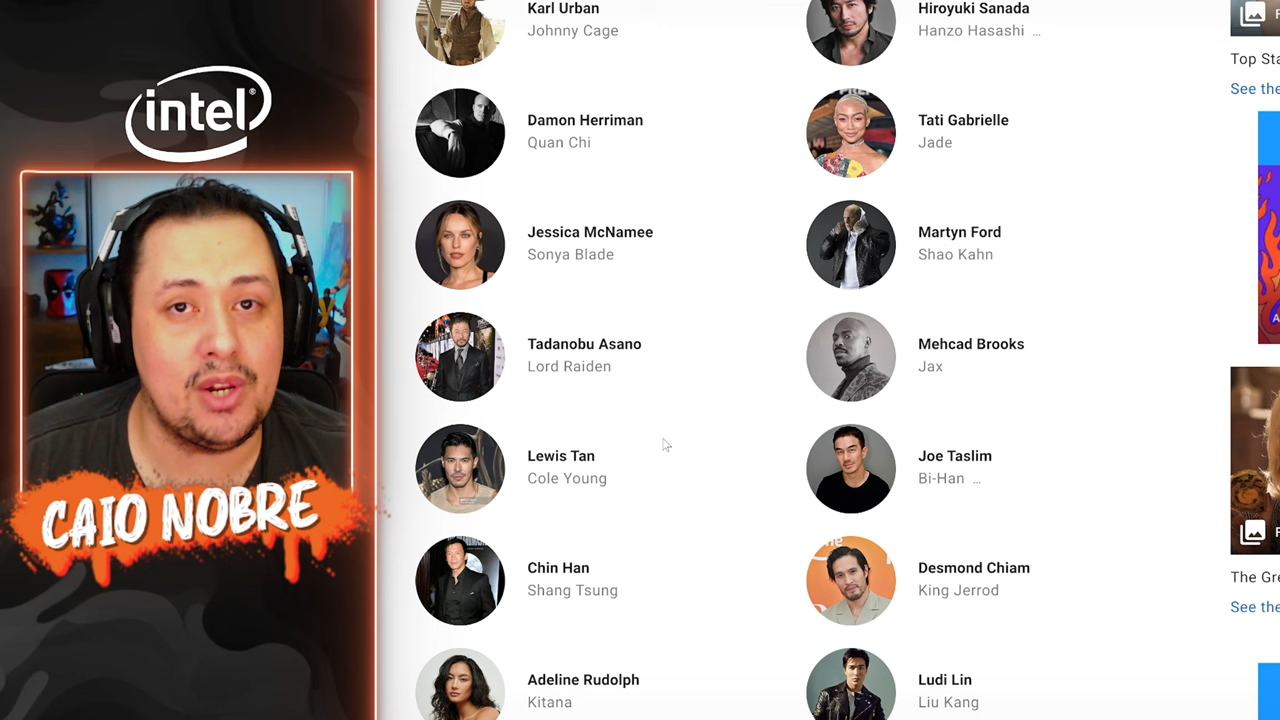 intel®
CAIO NOBRE
Karl Urban
Johnny Cage
Hiroyuki Sanada
Hanzo Hasashi ...
Damon Herriman
Quan Chi
Tati Gabrielle
Jade
Jessica McNamee
Sonya Blade
Martyn Ford
Shao Kahn
Tadanobu Asano
Lord Raiden
Mehcad Brooks
Jax
Lewis Tan
Cole Young
Joe Taslim
Bi-Han ...
Chin Han
Shang Tsung
Desmond Chiam
King Jerrod
Adeline Rudolph
Kitana
Ludi Lin
Liu Kang
F
Top Sta
See the
A
F
The Gre
See the